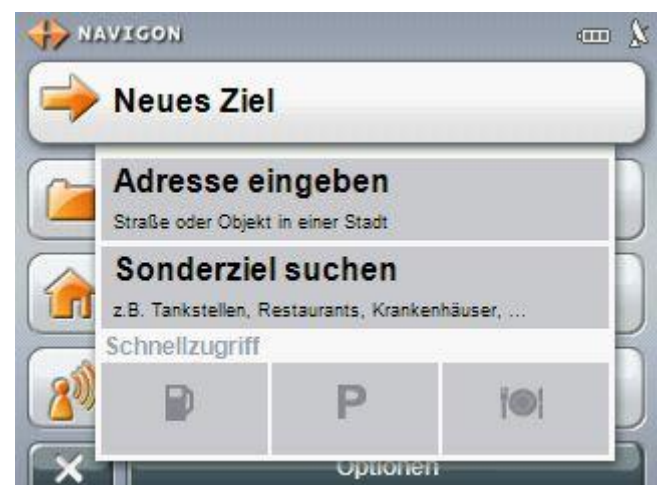 NAVIGON
Neues Ziel
Adresse eingeben
Straße oder Objekt in einer Stadt
Sonderziel suchen
z.B. Tankstellen, Restaurants, Krankenhäuser, ...
Schnellzugriff
P
Optionen